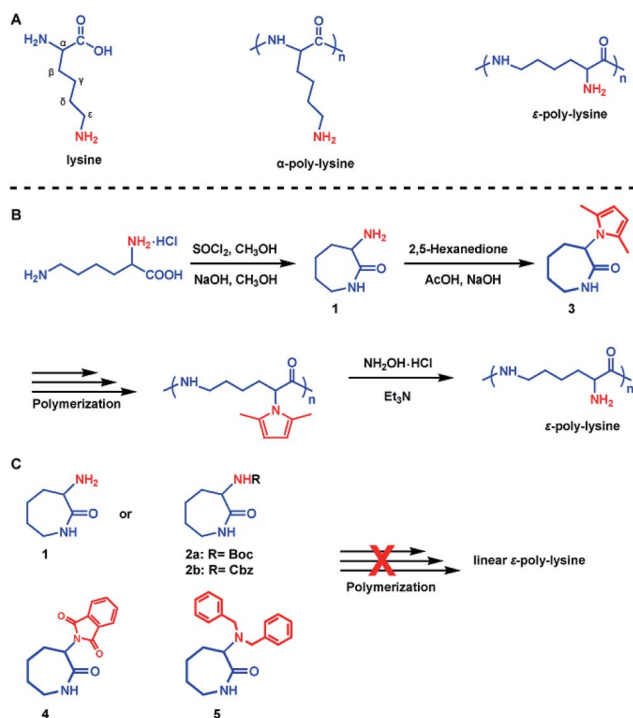 A
H₂N α O OH
β γ
δ ε
NH₂
lysine
( NH O )n
NH₂
α-poly-lysine
( NH O )n
NH₂
ε-poly-lysine
B
NH₂·HCl
H₂N COOH
SOCl₂, CH₃OH
NaOH, CH₃OH
NH₂
O
NH
1
2,5-Hexanedione
AcOH, NaOH
N
O
NH
3
Polymerization
( NH O )n
N
NH₂OH·HCl
Et₃N
( NH O )n
NH₂
ε-poly-lysine
C
NH₂
O
NH
1
or
NHR
O
NH
2a: R= Boc
2b: R= Cbz
X
Polymerization
linear ε-poly-lysine
O
N
O
O
NH
4
N
O
NH
5